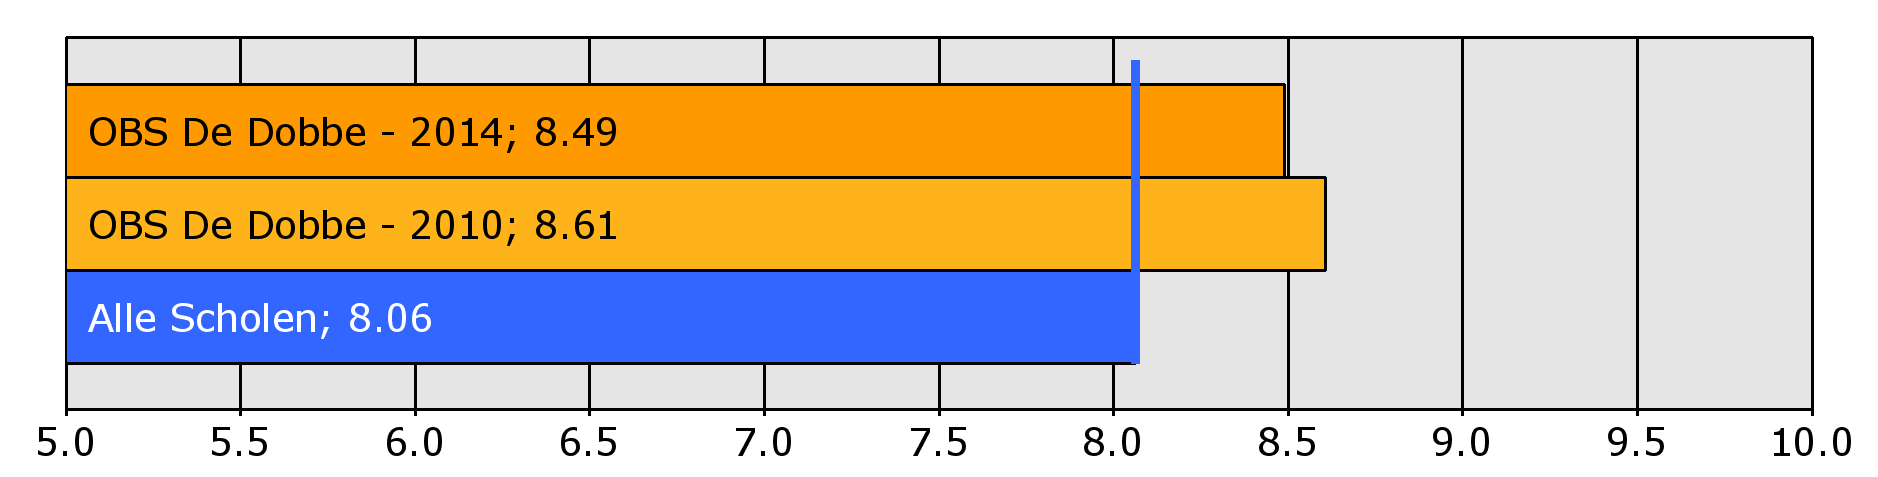 OBS De Dobbe - 2014; 8.49
OBS De Dobbe - 2010; 8.61
Alle Scholen; 8.06
5.0 5.5 6.0 6.5 7.0 7.5 8.0 8.5 9.0 9.5 10.0